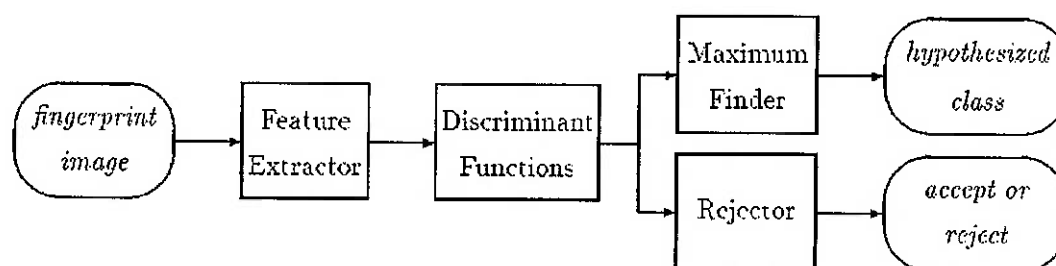 fingerprint
image
Feature
Extractor
Discriminant
Functions
Maximum
Finder
hypothesized
class
Rejector
accept or
reject